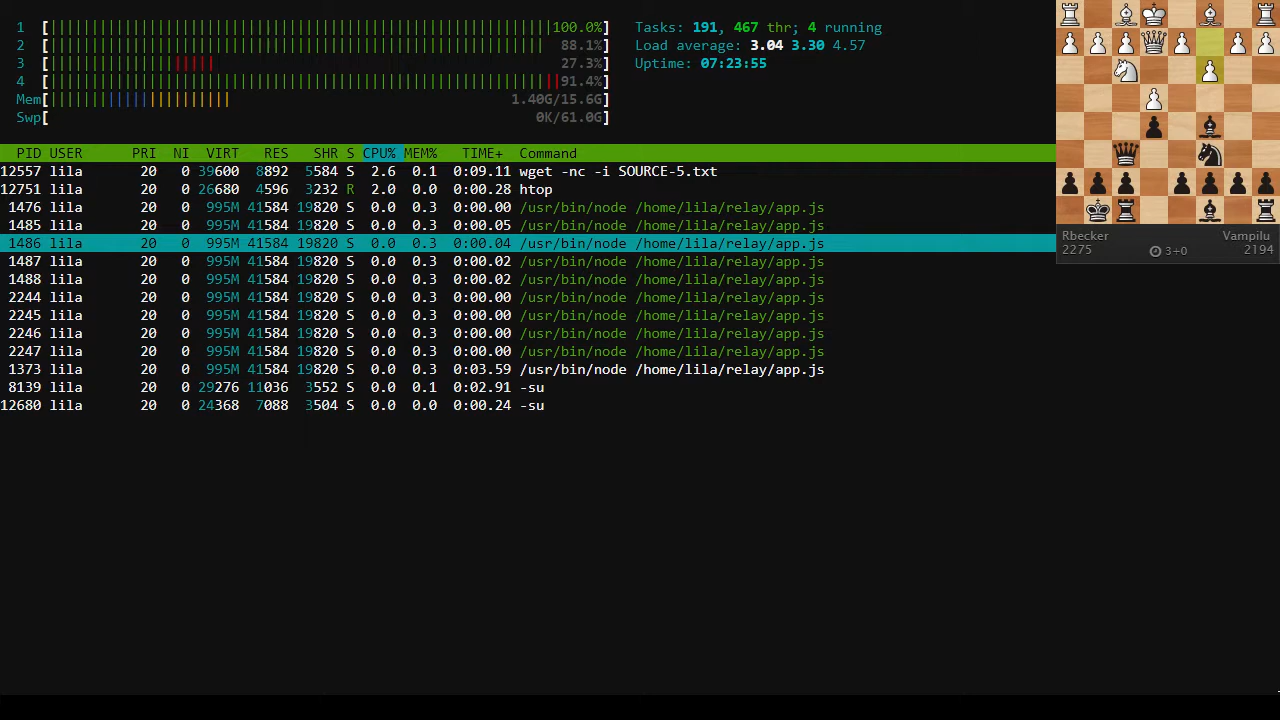 1 [100.0%]
2 [88.1%]
3 [27.3%]
4 [91.4%]
Mem[1.40G/15.6G]
Swp[0K/61.0G]
Tasks: 191, 467 thr; 4 running
Load average: 3.04 3.30 4.57
Uptime: 07:23:55
PID USER PRI NI VIRT RES SHR S CPU% MEM% TIME+ Command
12557 lila 20 0 39600 8892 5584 S 2.6 0.1 0:09.11 wget -nc -i SOURCE-5.txt
12751 lila 20 0 26680 4596 3232 R 2.0 0.0 0:00.28 htop
1476 lila 20 0 995M 41584 19820 S 0.0 0.3 0:00.00 /usr/bin/node /home/lila/relay/app.js
1485 lila 20 0 995M 41584 19820 S 0.0 0.3 0:00.05 /usr/bin/node /home/lila/relay/app.js
1486 lila 20 0 995M 41584 19820 S 0.0 0.3 0:00.04 /usr/bin/node /home/lila/relay/app.js
1487 lila 20 0 995M 41584 19820 S 0.0 0.3 0:00.02 /usr/bin/node /home/lila/relay/app.js
1488 lila 20 0 995M 41584 19820 S 0.0 0.3 0:00.02 /usr/bin/node /home/lila/relay/app.js
2244 lila 20 0 995M 41584 19820 S 0.0 0.3 0:00.00 /usr/bin/node /home/lila/relay/app.js
2245 lila 20 0 995M 41584 19820 S 0.0 0.3 0:00.00 /usr/bin/node /home/lila/relay/app.js
2246 lila 20 0 995M 41584 19820 S 0.0 0.3 0:00.00 /usr/bin/node /home/lila/relay/app.js
2247 lila 20 0 995M 41584 19820 S 0.0 0.3 0:00.00 /usr/bin/node /home/lila/relay/app.js
1373 lila 20 0 995M 41584 19820 S 0.0 0.3 0:03.59 /usr/bin/node /home/lila/relay/app.js
8139 lila 20 0 29276 11036 3552 S 0.0 0.1 0:02.91 -su
12680 lila 20 0 24368 7088 3504 S 0.0 0.0 0:00.24 -su
Rbecker Vampilu
2275 3+0 2194